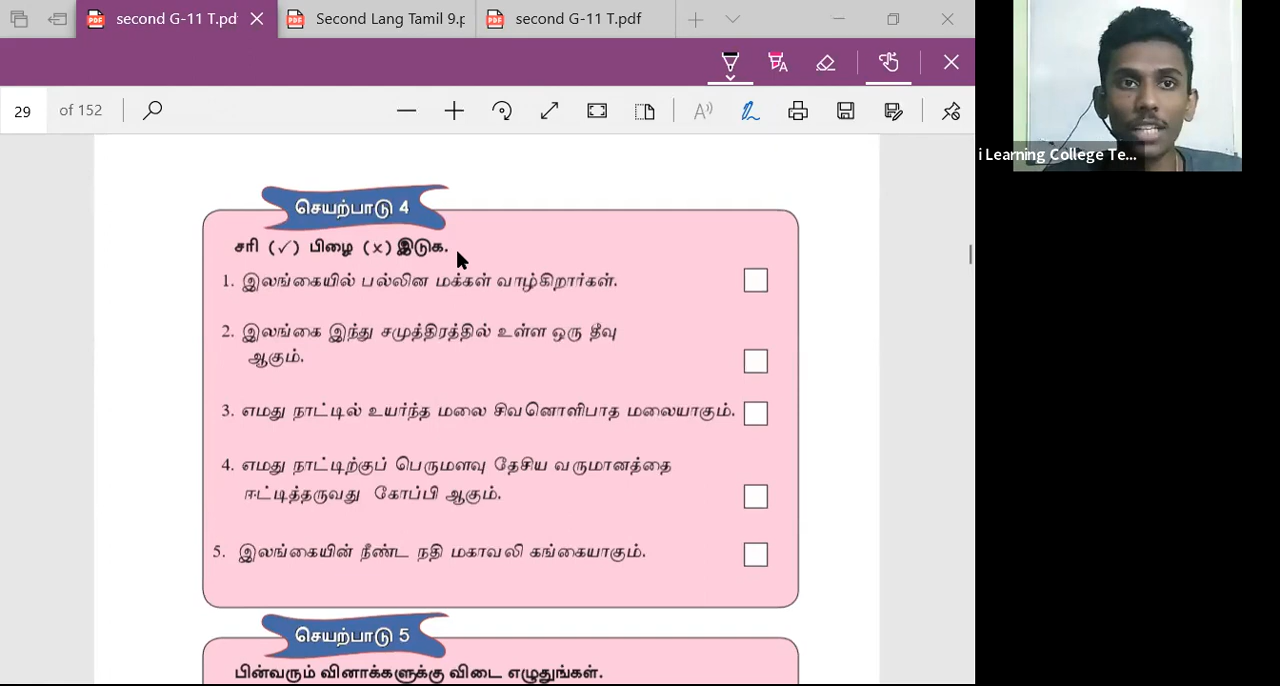 second G-11 T.pd
Second Lang Tamil 9.p
second G-11 T.pdf
29 of 152
i Learning College Te...
செயற்பாடு 4
சரி (✓) பிழை (x) இடுக.
1. இலங்கையில் பல்லின மக்கள் வாழ்கிறார்கள்.
2. இலங்கை இந்து சமுத்திரத்தில் உள்ள ஒரு தீவு
ஆகும்.
3. எமது நாட்டில் உயர்ந்த மலை சிவனொளிபாத மலையாகும்.
4. எமது நாட்டிற்குப் பெருமளவு தேசிய வருமானத்தை
ஈட்டித்தருவது கோப்பி ஆகும்.
5. இலங்கையின் நீண்ட நதி மகாவலி கங்கையாகும்.
செயற்பாடு 5
பின்வரும் வினாக்களுக்கு விடை எழுதுங்கள்.